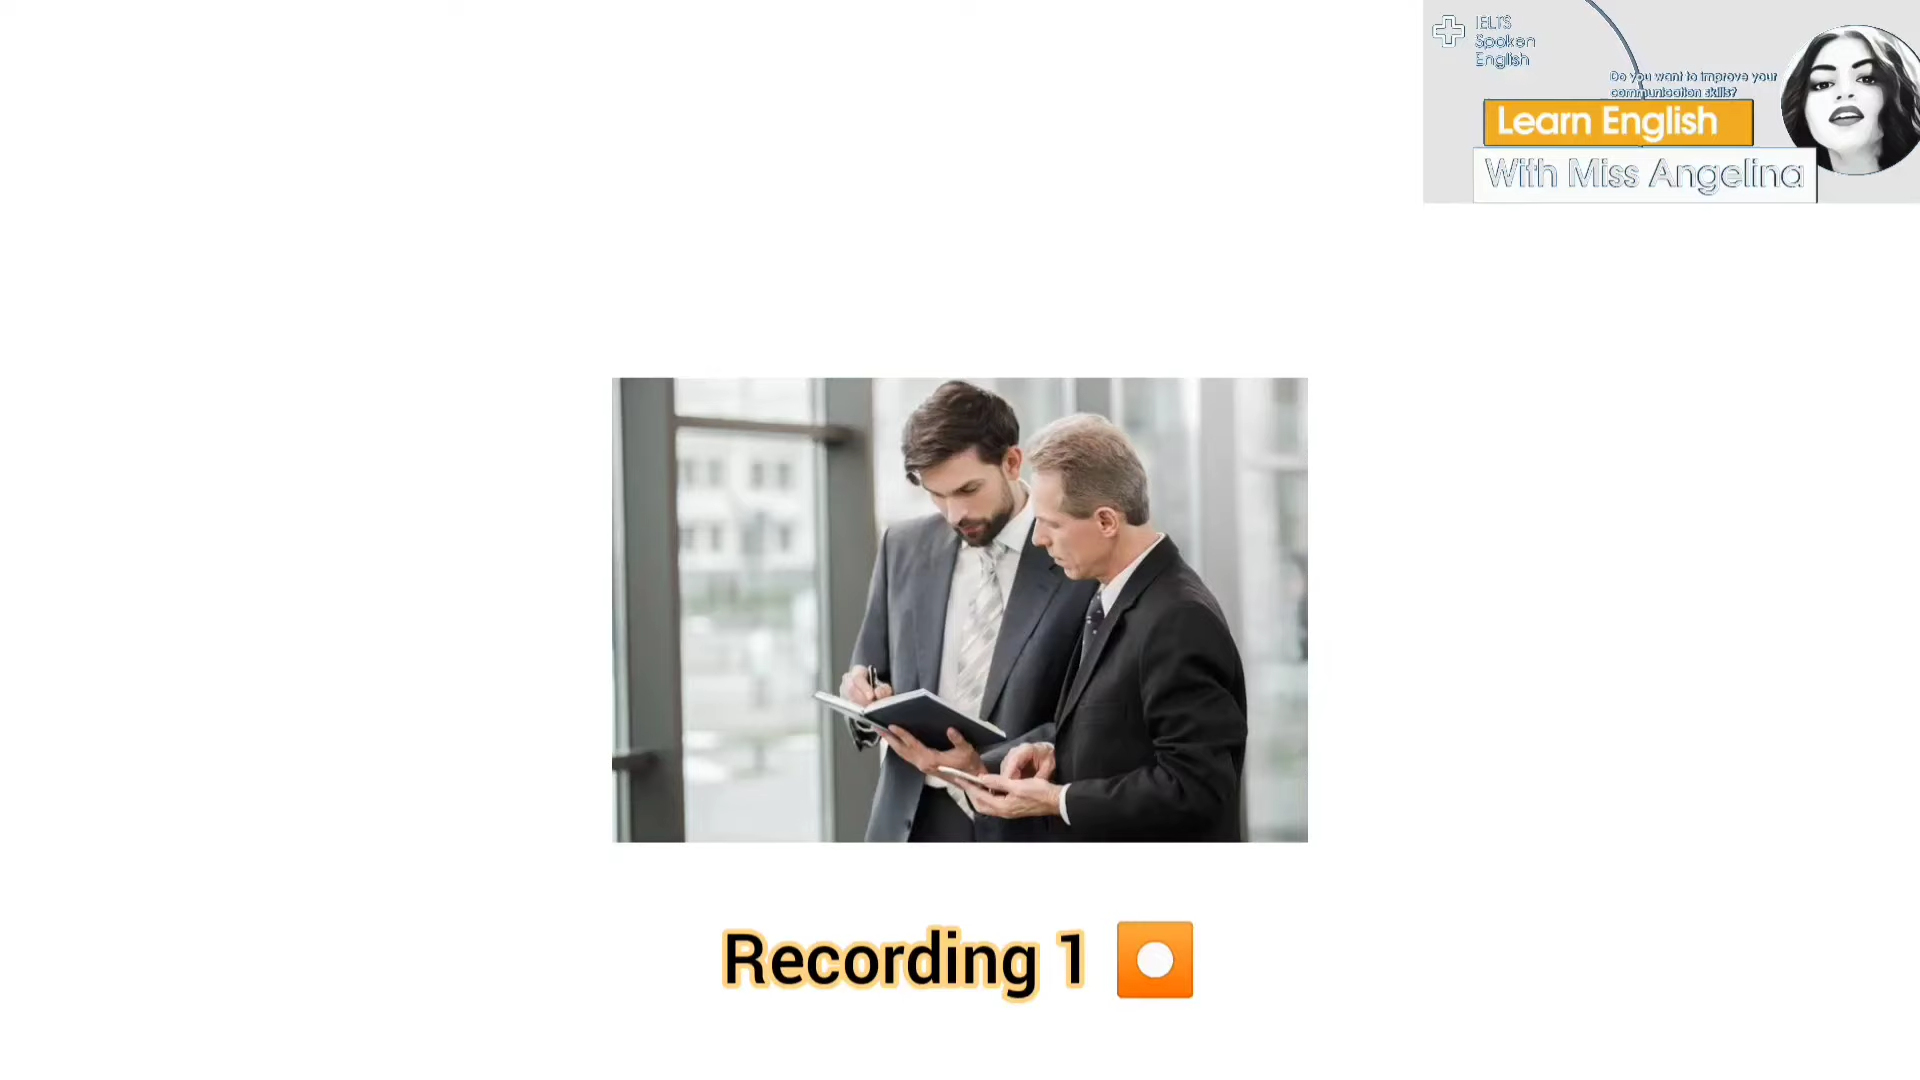 IELTS
Spoken
English
Do you want to improve your
communication skills?
Learn English
With Miss Angelina
Recording 1